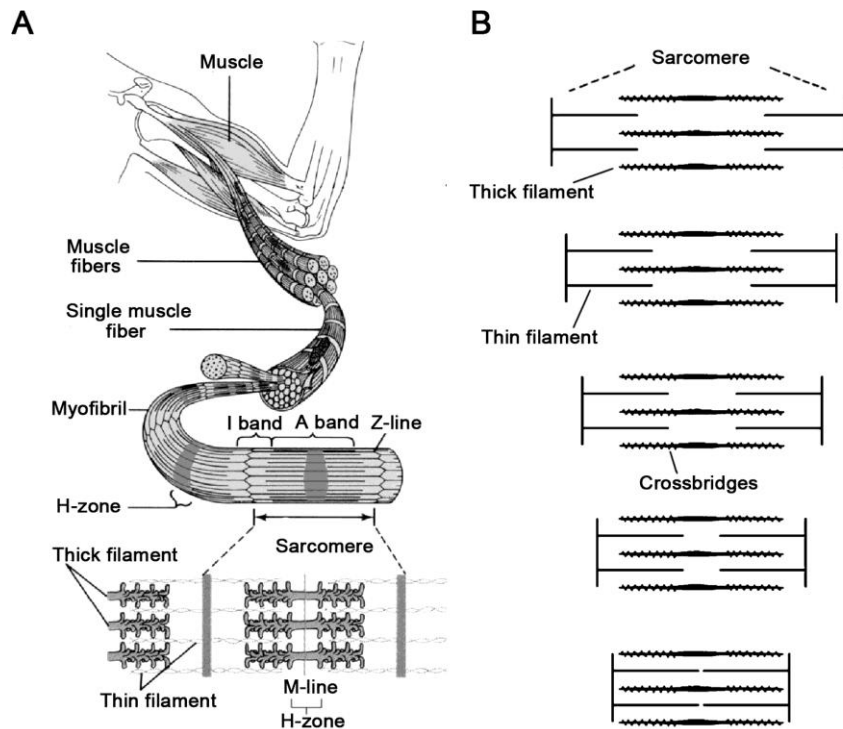 A
Muscle
Muscle
fibers
Single muscle
fiber
Myofibril
I band
A band
Z-line
H-zone
Sarcomere
Thick filament
Thin filament
M-line
H-zone
B
Sarcomere
Thick filament
Thin filament
Crossbridges